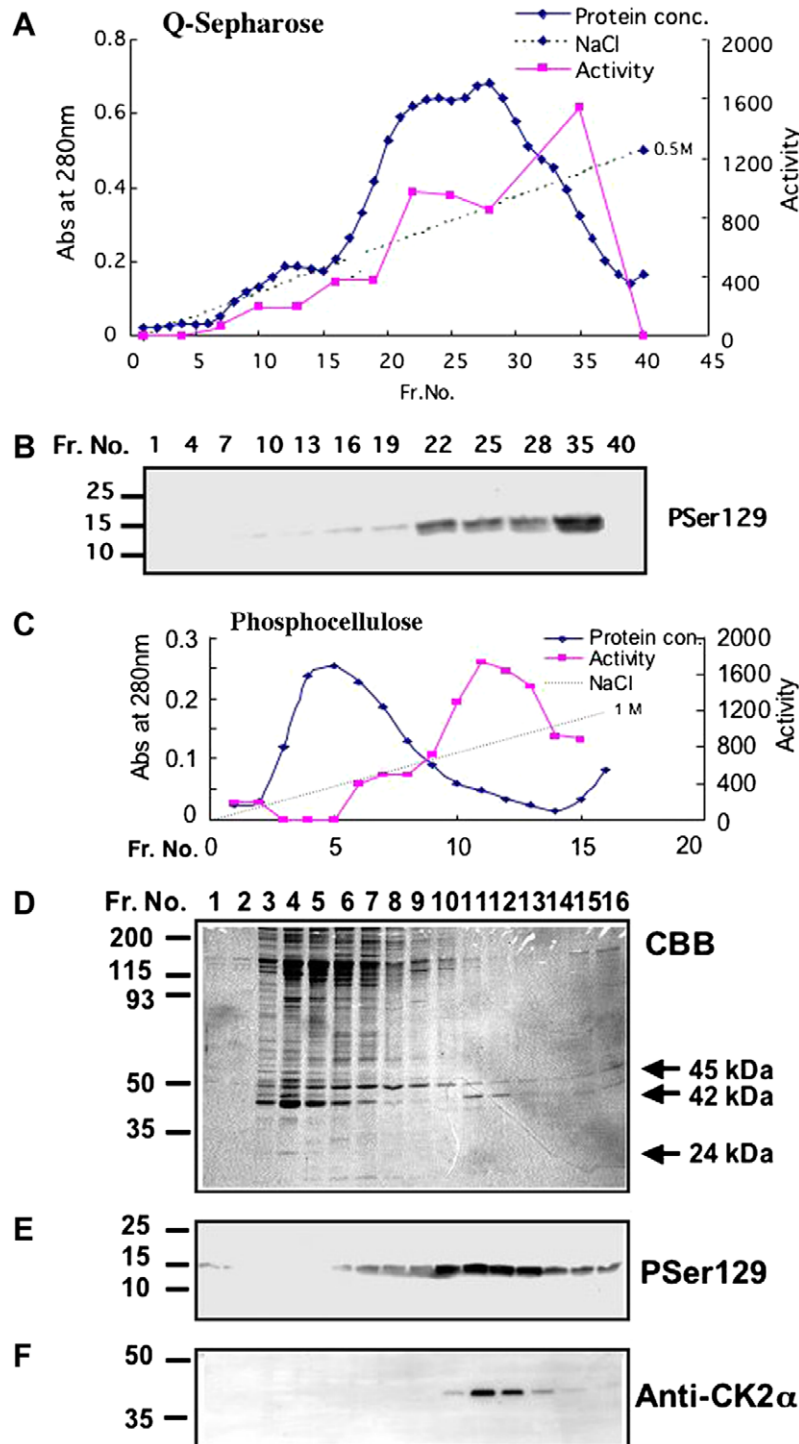 A
Q-Sepharose
Protein conc.
NaCl
Activity
0.8
0.6
0.4
0.2
0
Abs at 280nm
2000
1600
1200
800
400
0
Activity
0.5M
0 5 10 15 20 25 30 35 40 45
Fr.No.
B
Fr. No. 1 4 7 10 13 16 19 22 25 28 35 40
25
15
10
PSer129
C
Phosphocellulose
Protein con.
Activity
NaCl
0.3
0.2
0.1
0
Abs at 280nm
2000
1600
1200
800
400
0
Activity
1 M
Fr. No. 0 5 10 15 20
D
Fr. No. 1 2 3 4 5 6 7 8 9 10 11 12 13 14 15 16
200
115
93
50
35
CBB
45 kDa
42 kDa
24 kDa
E
25
15
10
PSer129
F
50
35
Anti-CK2α